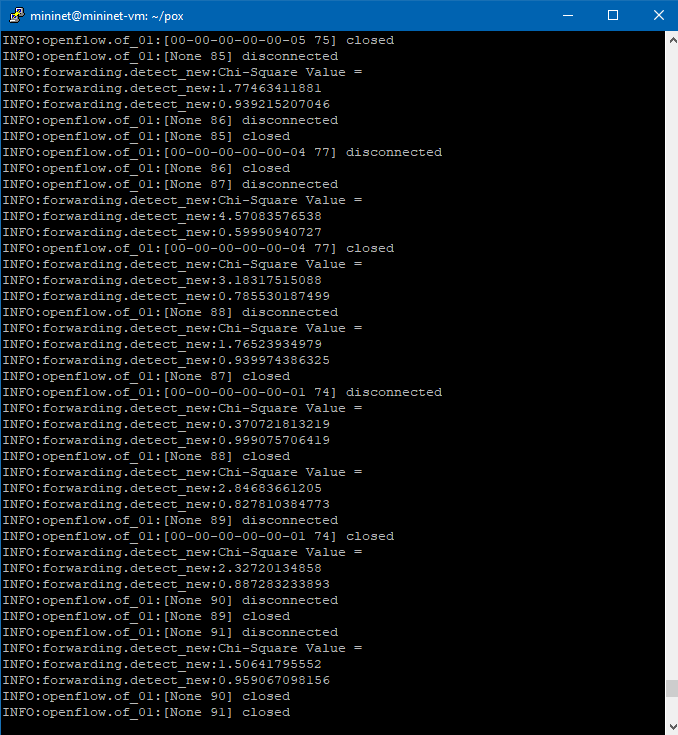 mininet@mininet-vm: ~/pox
INFO:openflow.of_01:[00-00-00-00-00-05 75] closed
INFO:openflow.of_01:[None 85] disconnected
INFO:forwarding.detect_new:Chi-Square Value =
INFO:forwarding.detect_new:1.77463411881
INFO:forwarding.detect_new:0.939215207046
INFO:openflow.of_01:[None 86] disconnected
INFO:openflow.of_01:[None 85] closed
INFO:openflow.of_01:[00-00-00-00-00-04 77] disconnected
INFO:openflow.of_01:[None 86] closed
INFO:openflow.of_01:[None 87] disconnected
INFO:forwarding.detect_new:Chi-Square Value =
INFO:forwarding.detect_new:4.57083576538
INFO:forwarding.detect_new:0.59990940727
INFO:openflow.of_01:[00-00-00-00-00-04 77] closed
INFO:forwarding.detect_new:Chi-Square Value =
INFO:forwarding.detect_new:3.18317515088
INFO:forwarding.detect_new:0.785530187499
INFO:openflow.of_01:[None 88] disconnected
INFO:forwarding.detect_new:Chi-Square Value =
INFO:forwarding.detect_new:1.76523934979
INFO:forwarding.detect_new:0.939974386325
INFO:openflow.of_01:[None 87] closed
INFO:openflow.of_01:[00-00-00-00-00-01 74] disconnected
INFO:forwarding.detect_new:Chi-Square Value =
INFO:forwarding.detect_new:0.370721813219
INFO:forwarding.detect_new:0.999075706419
INFO:openflow.of_01:[None 88] closed
INFO:forwarding.detect_new:Chi-Square Value =
INFO:forwarding.detect_new:2.84683661205
INFO:forwarding.detect_new:0.827810384773
INFO:openflow.of_01:[None 89] disconnected
INFO:openflow.of_01:[00-00-00-00-00-01 74] closed
INFO:forwarding.detect_new:Chi-Square Value =
INFO:forwarding.detect_new:2.32720134858
INFO:forwarding.detect_new:0.887283233893
INFO:openflow.of_01:[None 90] disconnected
INFO:openflow.of_01:[None 89] closed
INFO:openflow.of_01:[None 91] disconnected
INFO:forwarding.detect_new:Chi-Square Value =
INFO:forwarding.detect_new:1.50641795552
INFO:forwarding.detect_new:0.959067098156
INFO:openflow.of_01:[None 90] closed
INFO:openflow.of_01:[None 91] closed